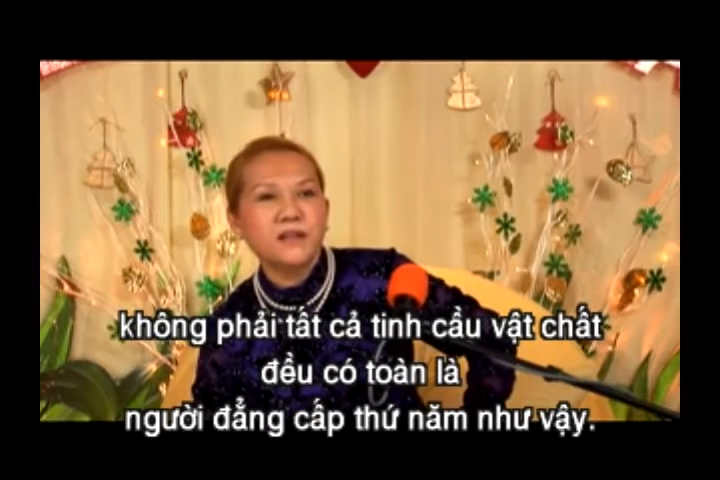 không phải tất cả tinh cầu vật chất
đều có toàn là
người đẳng cấp thứ năm như vậy.